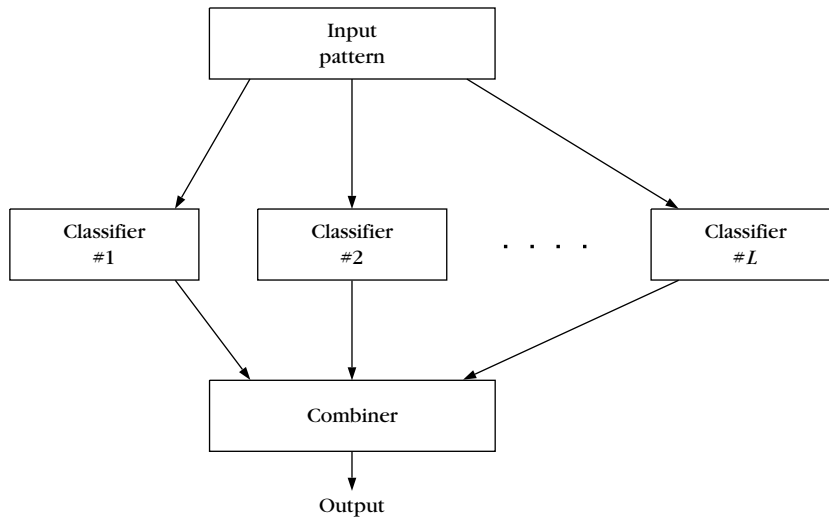 Input
pattern
Classifier
#1
Classifier
#2
. . . .
Classifier
#L
Combiner
Output